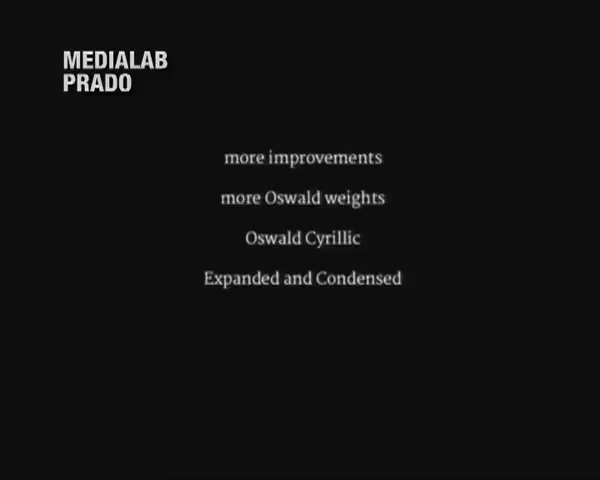 MEDIALAB
PRADO
more improvements
more Oswald weights
Oswald Cyrillic
Expanded and Condensed